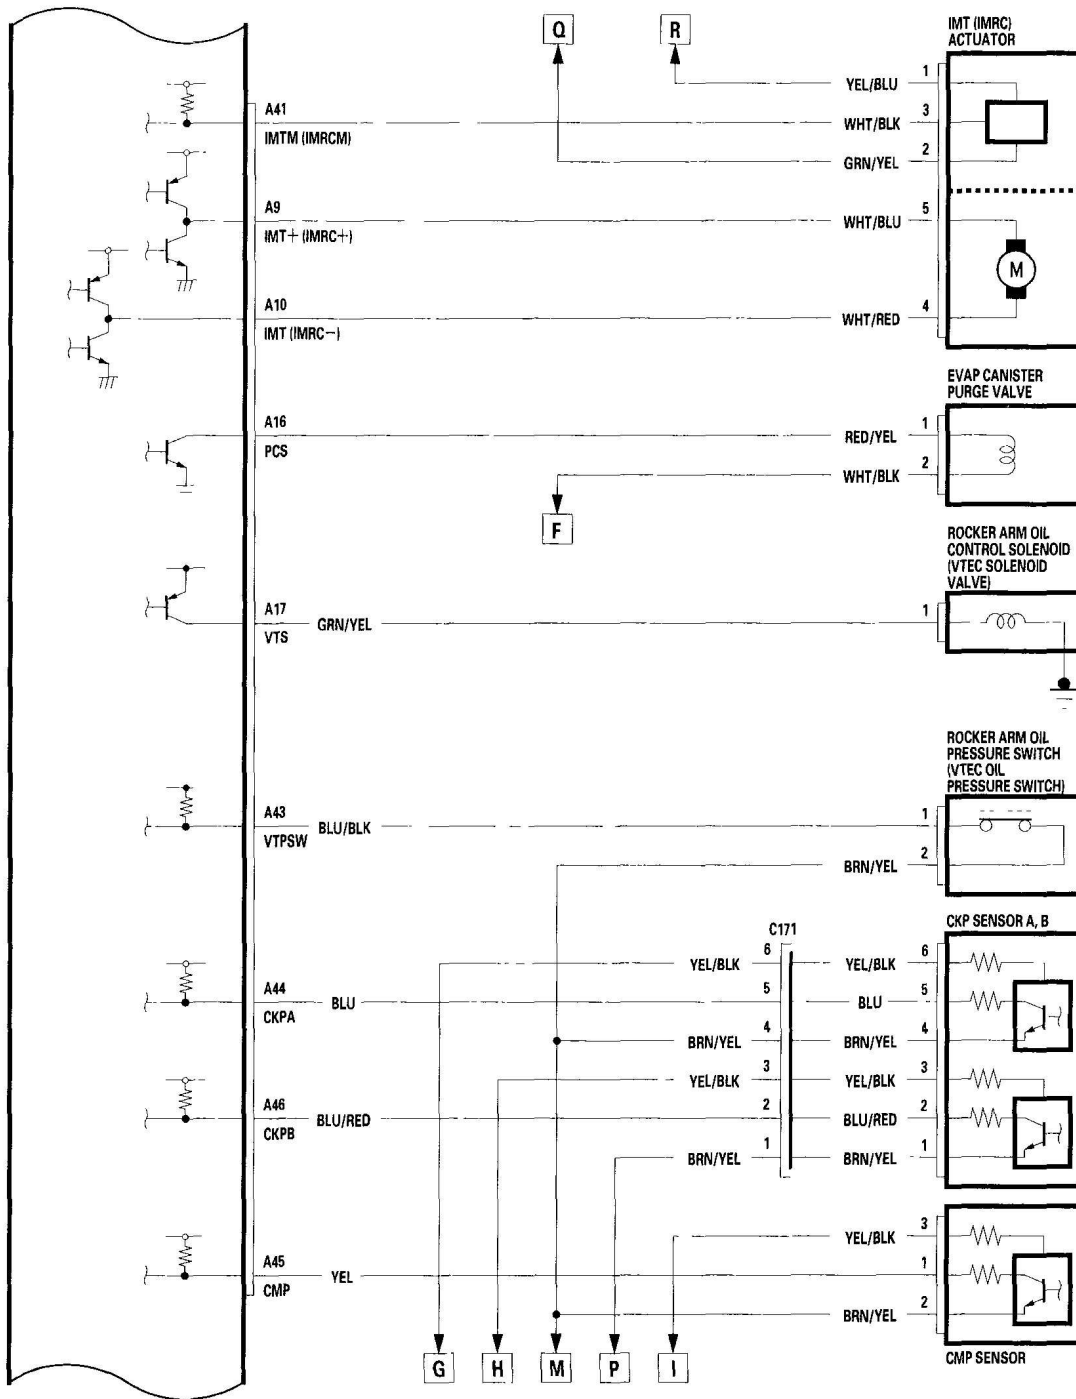 Q
R
IMT (IMRC)
ACTUATOR
YEL/BLU
1
A41
IMTM (IMRCM)
WHT/BLK
3
GRN/YEL
2
A9
IMT+ (IMRC+)
WHT/BLU
5
M
A10
IMT (IMRC−)
WHT/RED
4
EVAP CANISTER
PURGE VALVE
A16
PCS
RED/YEL
1
WHT/BLK
2
F
ROCKER ARM OIL
CONTROL SOLENOID
(VTEC SOLENOID
VALVE)
A17
VTS
GRN/YEL
1
ROCKER ARM OIL
PRESSURE SWITCH
(VTEC OIL
PRESSURE SWITCH)
A43
VTPSW
BLU/BLK
1
BRN/YEL
2
C171
CKP SENSOR A, B
YEL/BLK
6
YEL/BLK
6
A44
CKPA
BLU
5
BLU
5
BRN/YEL
4
BRN/YEL
4
YEL/BLK
3
YEL/BLK
3
A46
CKPB
BLU/RED
2
BLU/RED
2
BRN/YEL
1
BRN/YEL
1
YEL/BLK
3
A45
CMP
YEL
1
BRN/YEL
2
CMP SENSOR
G
H
M
P
I